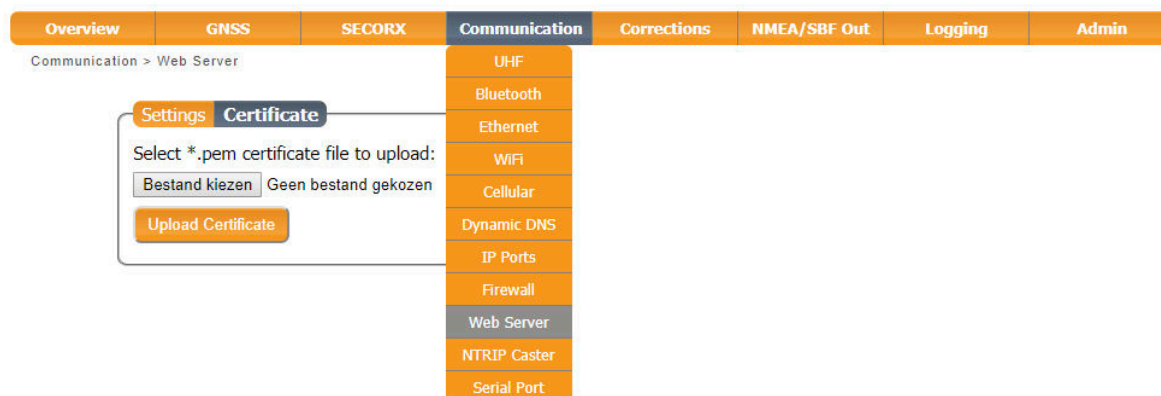 Overview GNSS SECORX Communication Corrections NMEA/SBF Out Logging Admin
Communication > Web Server
UHF
Bluetooth
Ethernet
WiFi
Cellular
Dynamic DNS
IP Ports
Firewall
Web Server
NTRIP Caster
Serial Port
Settings Certificate
Select *.pem certificate file to upload:
Bestand kiezen Geen bestand gekozen
Upload Certificate